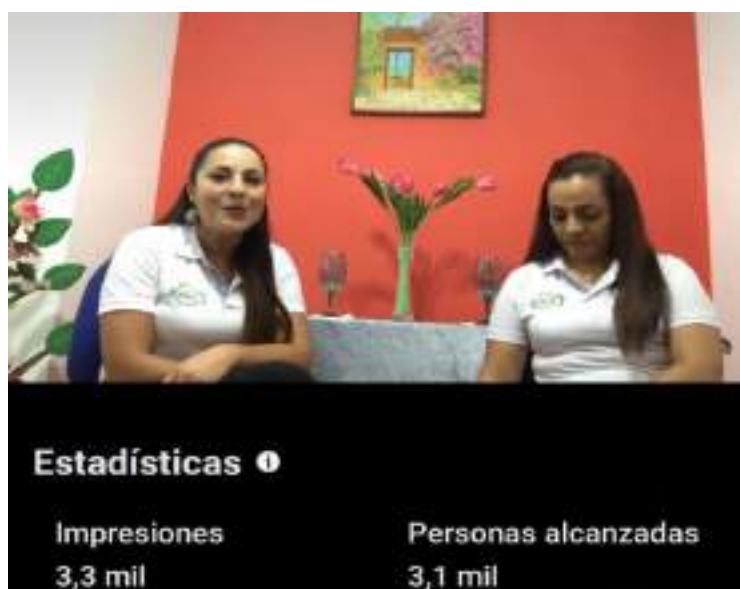 Estadísticas
Impresiones
Personas alcanzadas
3,3 mil
3,1 mil